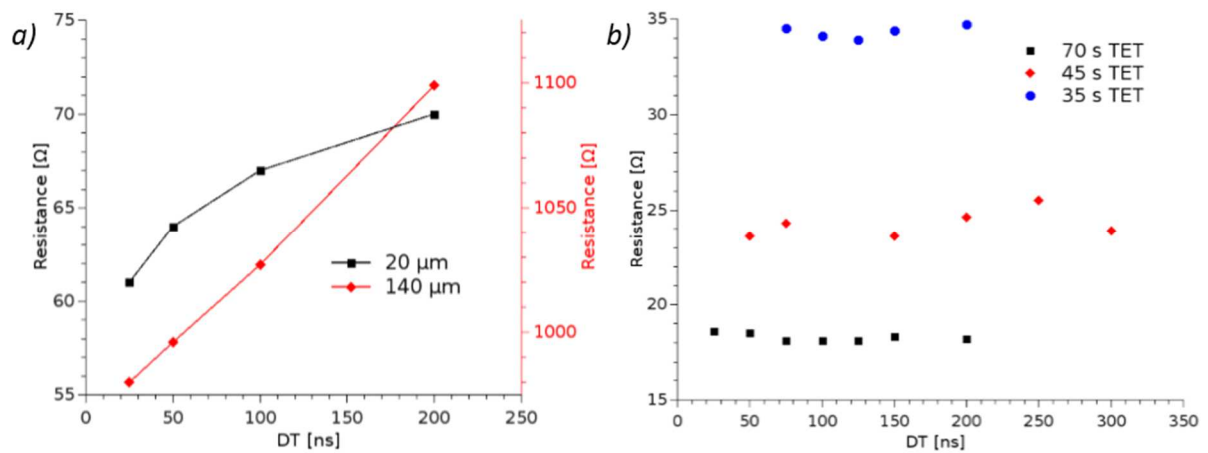 a)
75
70
65
60
55
Resistance [Ω]
0 50 100 150 200 250
DT [ns]
1100
1050
1000
Resistance [Ω]
20 μm
140 μm
b)
35
30
25
20
15
Resistance [Ω]
0 50 100 150 200 250 300 350
DT [ns]
70 s TET
45 s TET
35 s TET